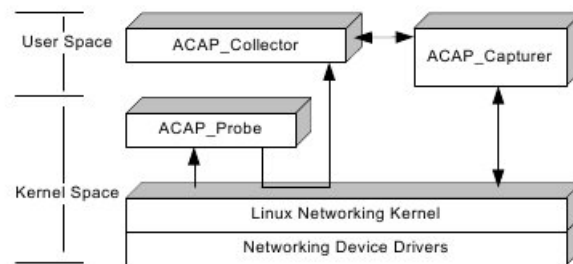 User Space
ACAP_Collector
ACAP_Capturer
ACAP_Probe
Kernel Space
Linux Networking Kernel
Networking Device Drivers